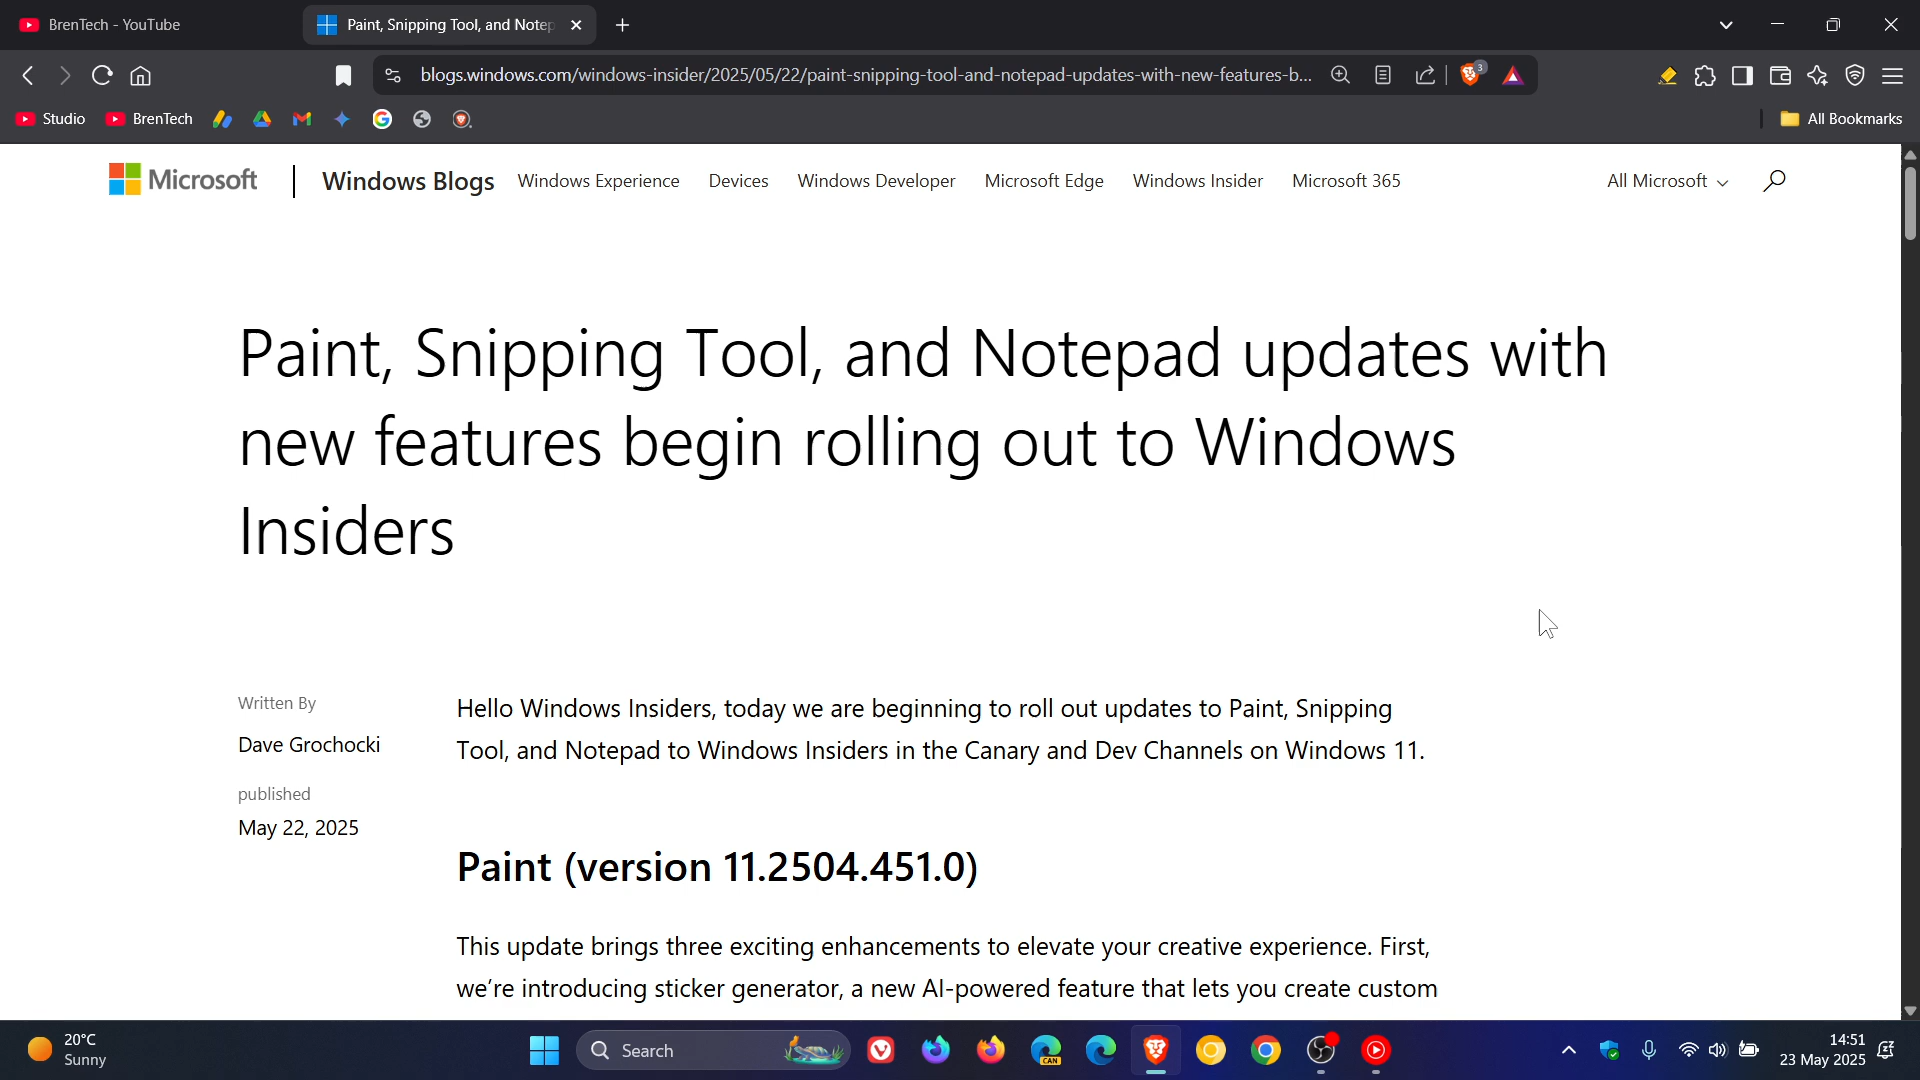 BrenTech - YouTube
Paint, Snipping Tool, and Notep
blogs.windows.com/windows-insider/2025/05/22/paint-snipping-tool-and-notepad-updates-with-new-features-b...
3
Studio
BrenTech
All Bookmarks
Microsoft
Windows Blogs
Windows Experience
Devices
Windows Developer
Microsoft Edge
Windows Insider
Microsoft 365
All Microsoft
Paint, Snipping Tool, and Notepad updates with
new features begin rolling out to Windows
Insiders
Written By
Dave Grochocki
published
May 22, 2025
Hello Windows Insiders, today we are beginning to roll out updates to Paint, Snipping
Tool, and Notepad to Windows Insiders in the Canary and Dev Channels on Windows 11.
Paint (version 11.2504.451.0)
This update brings three exciting enhancements to elevate your creative experience. First,
we're introducing sticker generator, a new AI-powered feature that lets you create custom
20°C
Sunny
Search
CAN
14:51
23 May 2025